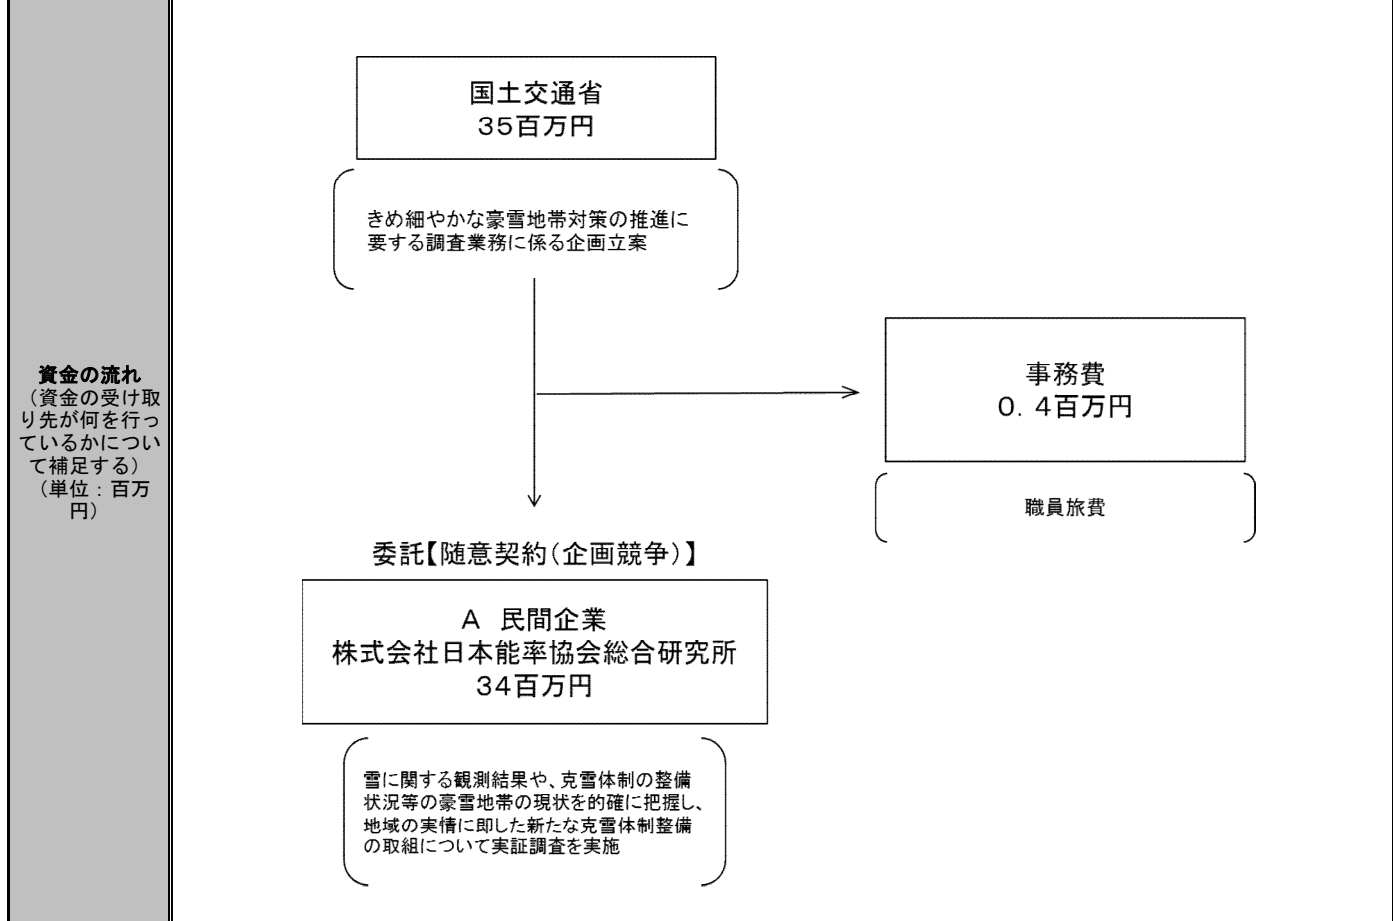 資金の流れ
（資金の受け取
り先が何を行っ
ているかについ
て補足する）
（単位：百万
円）
国土交通省
35百万円
きめ細やかな豪雪地帯対策の推進に
要する調査業務に係る企画立案
事務費
０．４百万円
職員旅費
委託【随意契約（企画競争）】
A　民間企業
株式会社日本能率協会総合研究所
34百万円
雪に関する観測結果や、克雪体制の整備
状況等の豪雪地帯の現状を的確に把握し、
地域の実情に即した新たな克雪体制整備
の取組について実証調査を実施